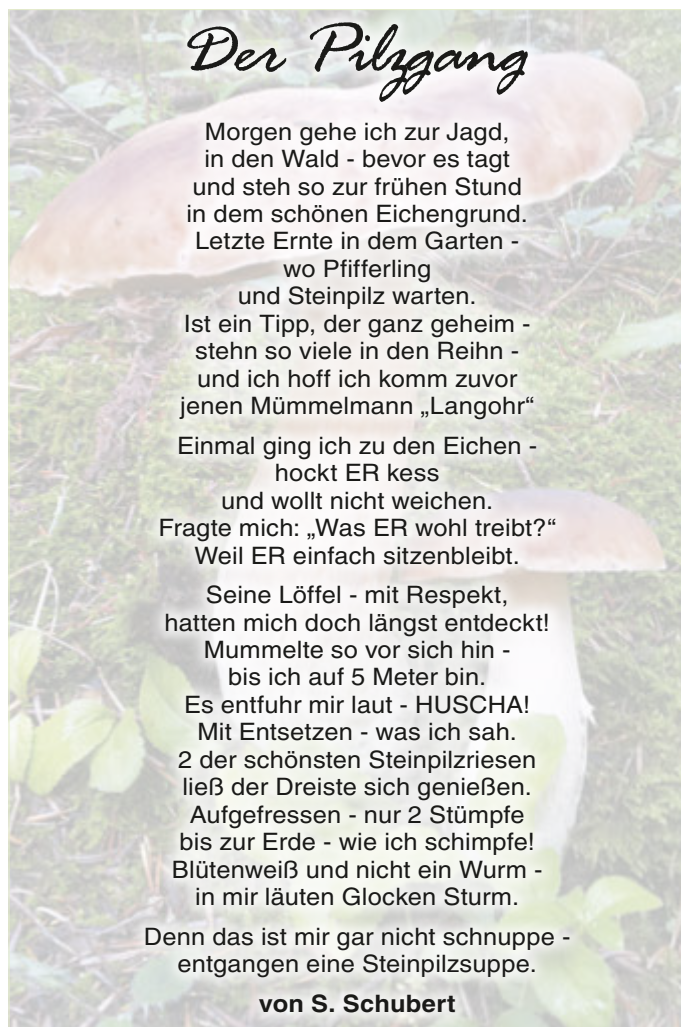 Der Pilzgang
Morgen gehe ich zur Jagd,
in den Wald - bevor es tagt
und steh so zur frühen Stund
in dem schönen Eichengrund.
Letzte Ernte in dem Garten -
wo Pfifferling
und Steinpilz warten.
Ist ein Tipp, der ganz geheim -
stehn so viele in den Reihn -
und ich hoff ich komm zuvor
jenen Mümmelmann „Langohr“
Einmal ging ich zu den Eichen -
hockt ER kess
und wollt nicht weichen.
Fragte mich: „Was ER wohl treibt?“
Weil ER einfach sitzenbleibt.
Seine Löffel - mit Respekt,
hatten mich doch längst entdeckt!
Mummelte so vor sich hin -
bis ich auf 5 Meter bin.
Es entfuhr mir laut - HUSCHA!
Mit Entsetzen - was ich sah.
2 der schönsten Steinpilzriesen
ließ der Dreiste sich genießen.
Aufgefressen - nur 2 Stümpfe
bis zur Erde - wie ich schimpfe!
Blütenweiß und nicht ein Wurm -
in mir läuten Glocken Sturm.
Denn das ist mir gar nicht schnuppe -
entgangen eine Steinpilzsuppe.
von S. Schubert